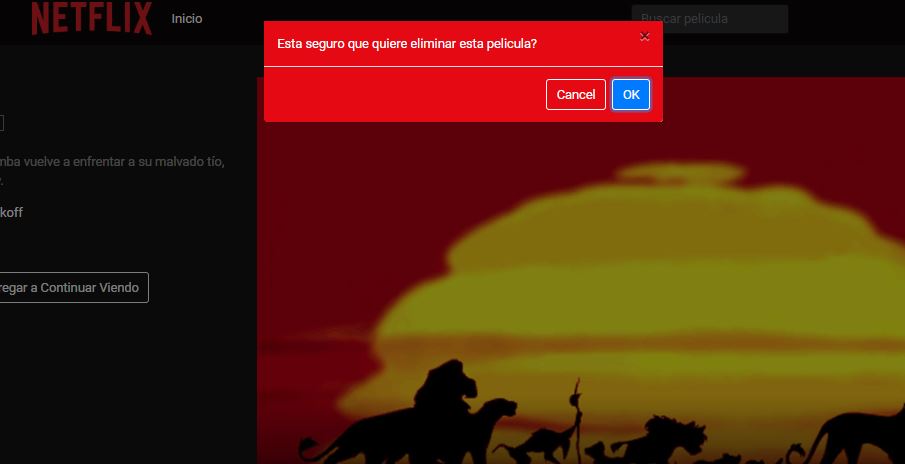 NETFLIX
Inicio
Buscar pelicula
Esta seguro que quiere eliminar esta pelicula?
×
Cancel
OK
mba vuelve a enfrentar a su malvado tío,
koff
regar a Continuar Viendo